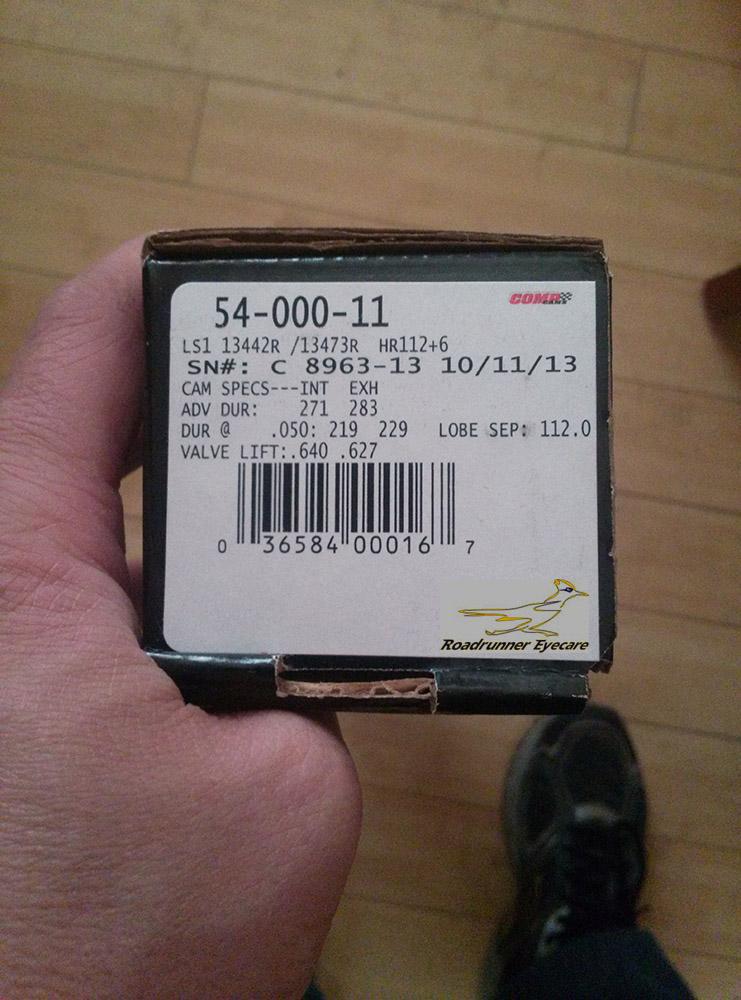 54-000-11
COMP
CAMS
LS1 13442R /13473R HR112+6
SN#: C 8963-13 10/11/13
CAM SPECS---INT EXH
ADV DUR: 271 283
DUR @ .050: 219 229 LOBE SEP: 112.0
VALVE LIFT:.640 .627
0 36584 00016 7
Roadrunner Eyecare